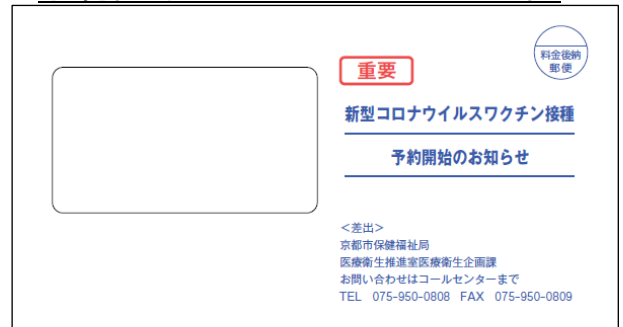 料金後納
郵便
重要
新型コロナウイルスワクチン接種
予約開始のお知らせ
<差出>
京都市保健福祉局
医療衛生推進室医療衛生企画課
お問い合わせはコールセンターまで
TEL 075-950-0808 FAX 075-950-0809